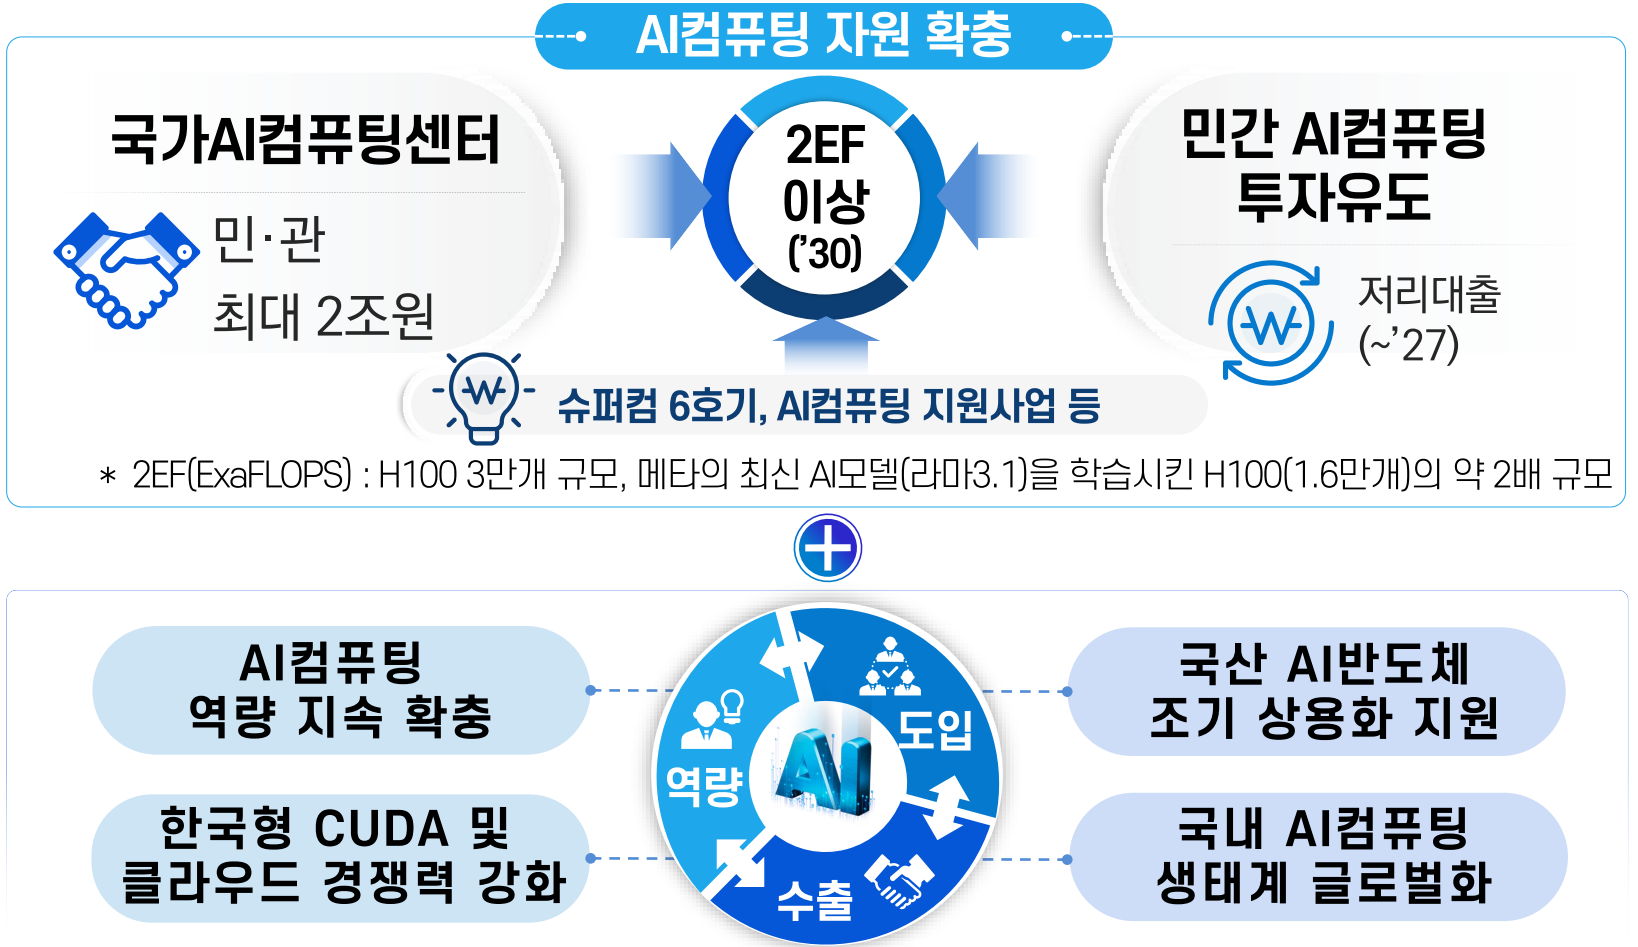 AI컴퓨팅 자원 확충
국가AI컴퓨팅센터
민·관
최대 2조원
2EF
이상
(’30)
민간 AI컴퓨팅
투자유도
저리대출
(~’27)
슈퍼컴 6호기, AI컴퓨팅 지원사업 등
* 2EF(ExaFLOPS) : H100 3만개 규모, 메타의 최신 AI모델(라마3.1)을 학습시킨 H100(1.6만개)의 약 2배 규모
AI컴퓨팅
역량 지속 확충
한국형 CUDA 및
클라우드 경쟁력 강화
역량
도입
수출
AI
국산 AI반도체
조기 상용화 지원
국내 AI컴퓨팅
생태계 글로벌화